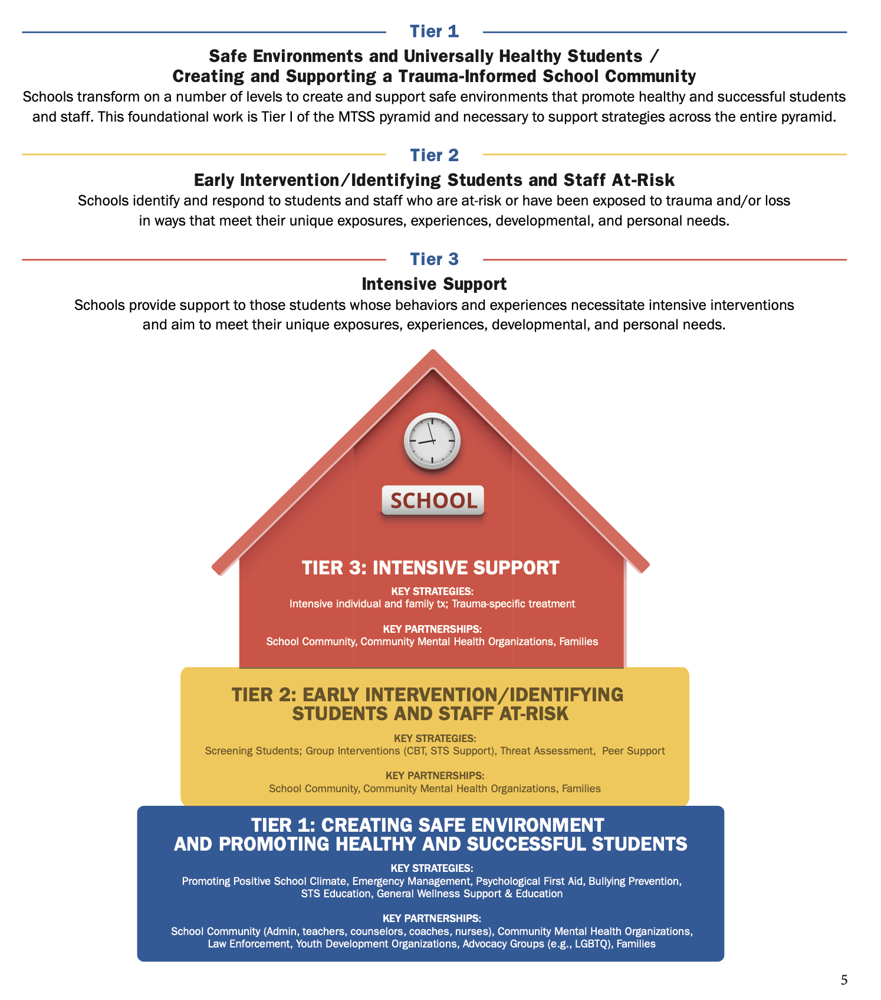 Tier 1
Safe Environments and Universally Healthy Students /
Creating and Supporting a Trauma-Informed School Community
Schools transform on a number of levels to create and support safe environments that promote healthy and successful students
and staff. This foundational work is Tier I of the MTSS pyramid and necessary to support strategies across the entire pyramid.
Tier 2
Early Intervention/Identifying Students and Staff At-Risk
Schools identify and respond to students and staff who are at-risk or have been exposed to trauma and/or loss
in ways that meet their unique exposures, experiences, developmental, and personal needs.
Tier 3
Intensive Support
Schools provide support to those students whose behaviors and experiences necessitate intensive interventions
and aim to meet their unique exposures, experiences, developmental, and personal needs.
SCHOOL
TIER 3: INTENSIVE SUPPORT
KEY STRATEGIES:
Intensive individual and family tx; Trauma-specific treatment
KEY PARTNERSHIPS:
School Community, Community Mental Health Organizations, Families
TIER 2: EARLY INTERVENTION/IDENTIFYING
STUDENTS AND STAFF AT-RISK
KEY STRATEGIES:
Screening Students; Group Interventions (CBT, STS Support), Threat Assessment,  Peer Support
KEY PARTNERSHIPS:
School Community, Community Mental Health Organizations, Families
TIER 1: CREATING SAFE ENVIRONMENT
AND PROMOTING HEALTHY AND SUCCESSFUL STUDENTS
KEY STRATEGIES:
Promoting Positive School Climate, Emergency Management, Psychological First Aid, Bullying Prevention,
STS Education, General Wellness Support & Education
KEY PARTNERSHIPS:
School Community (Admin, teachers, counselors, coaches, nurses), Community Mental Health Organizations,
Law Enforcement, Youth Development Organizations, Advocacy Groups (e.g., LGBTQ), Families
5